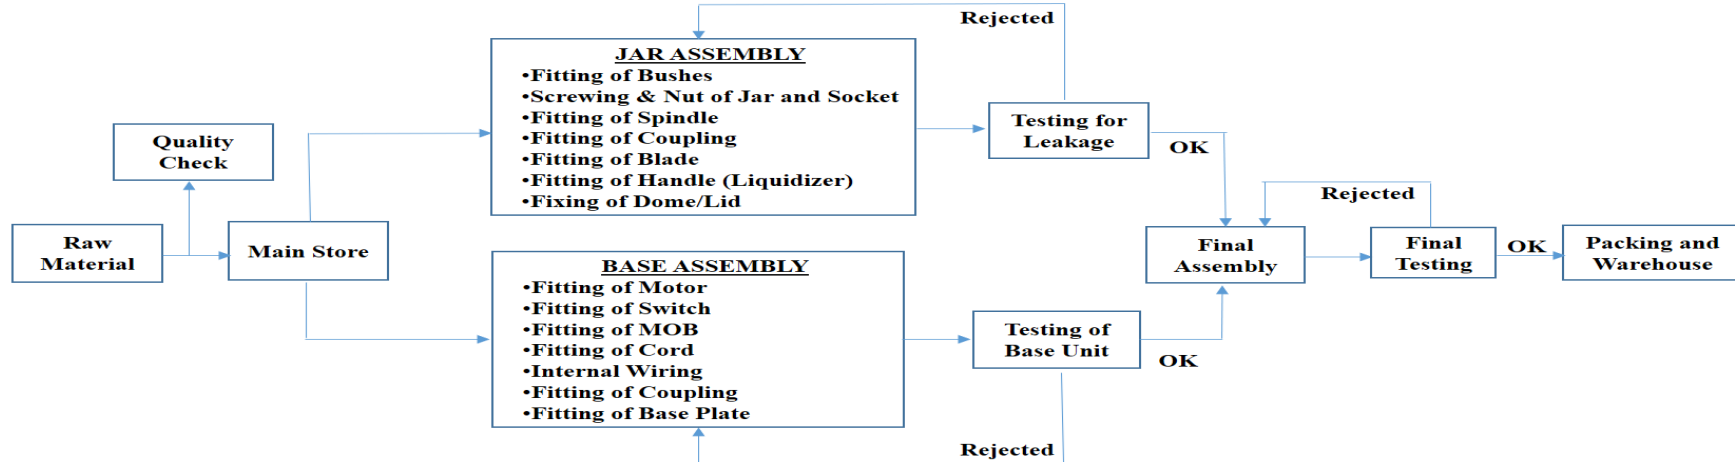 Rejected
JAR ASSEMBLY
•Fitting of Bushes
•Screwing & Nut of Jar and Socket
•Fitting of Spindle
•Fitting of Coupling
•Fitting of Blade
•Fitting of Handle (Liquidizer)
•Fixing of Dome/Lid
Testing for
Leakage
OK
Quality
Check
Raw
Material
Main Store
BASE ASSEMBLY
•Fitting of Motor
•Fitting of Switch
•Fitting of MOB
•Fitting of Cord
•Internal Wiring
•Fitting of Coupling
•Fitting of Base Plate
Testing of
Base Unit
OK
Rejected
Final
Assembly
Rejected
Final
Testing
OK
Packing and
Warehouse